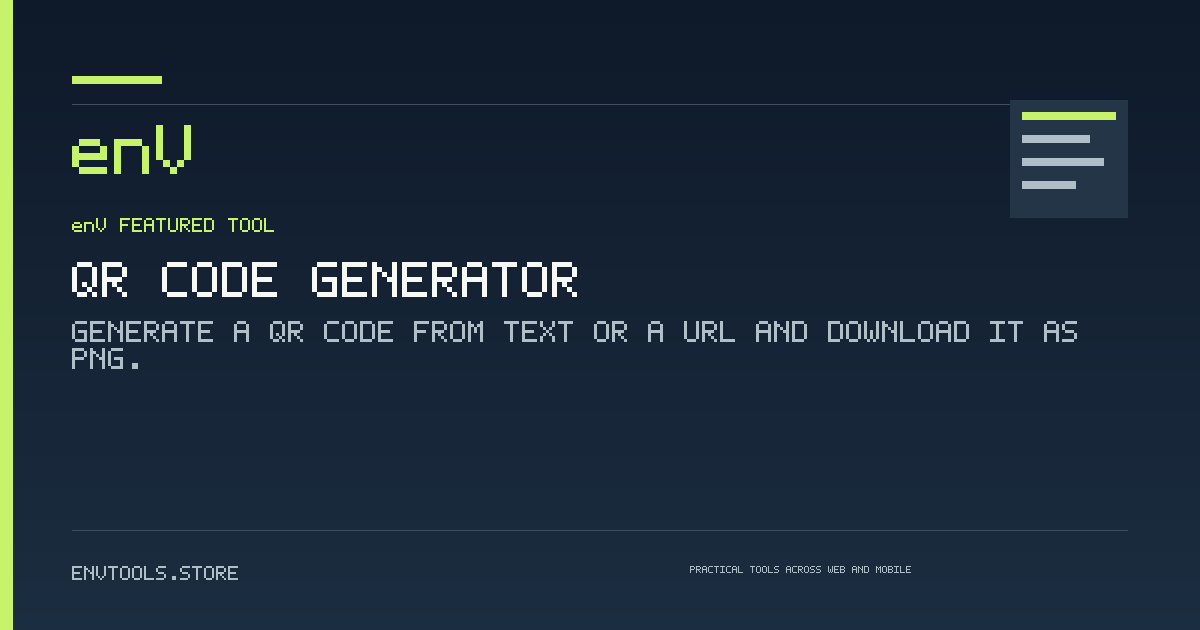 enV
enV FEATURED TOOL
QR CODE GENERATOR
GENERATE A QR CODE FROM TEXT OR A URL AND DOWNLOAD IT AS
PNG.
ENVTOOLS.STORE
PRACTICAL TOOLS ACROSS WEB AND MOBILE